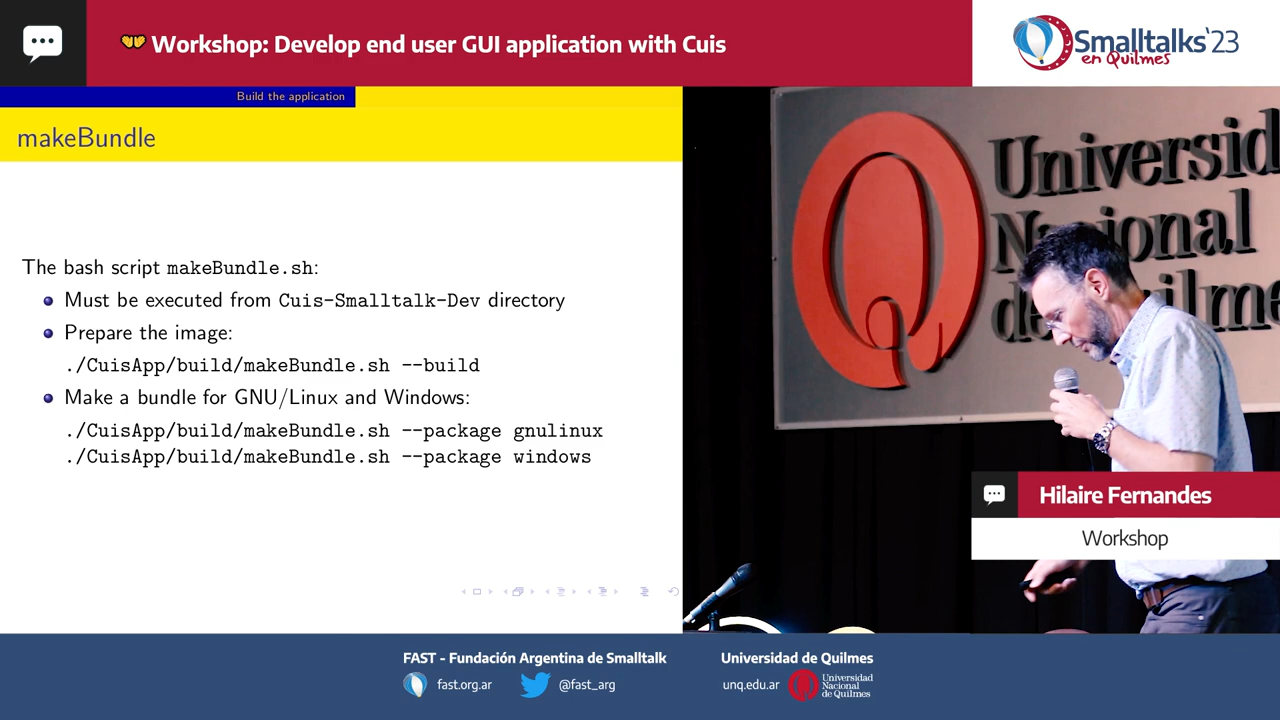 Workshop: Develop end user GUI application with Cuis
Smalltalks'23
en Quilmes
Build the application
makeBundle
The bash script makeBundle.sh:
Must be executed from Cuis-Smalltalk-Dev directory
Prepare the image:
./CuisApp/build/makeBundle.sh --build
Make a bundle for GNU/Linux and Windows:
./CuisApp/build/makeBundle.sh --package gnulinux
./CuisApp/build/makeBundle.sh --package windows
Universid
Nacional
de Quilme
Hilaire Fernandes
Workshop
FAST - Fundación Argentina de Smalltalk
fast.org.ar
@fast_arg
Universidad de Quilmes
unq.edu.ar
Universidad
Nacional
de Quilmes